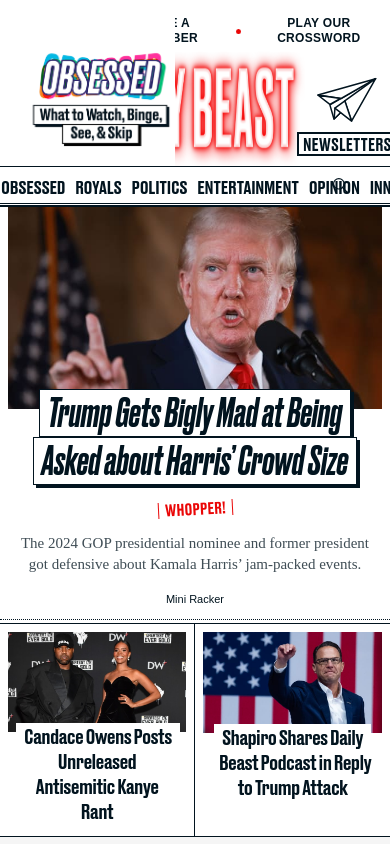 E A
PLAY OUR
BER
CROSSWORD
OBSESSED
What to Watch, Binge,
See, & Skip
Y BEAST
NEWSLETTERS
OBSESSED ROYALS POLITICS ENTERTAINMENT OPINION INN
Trump Gets Bigly Mad at Being
Asked about Harris’ Crowd Size
WHOPPER!
The 2024 GOP presidential nominee and former president
got defensive about Kamala Harris’ jam-packed events.
Mini Racker
Candace Owens Posts
Unreleased
Antisemitic Kanye
Rant
Shapiro Shares Daily
Beast Podcast in Reply
to Trump Attack